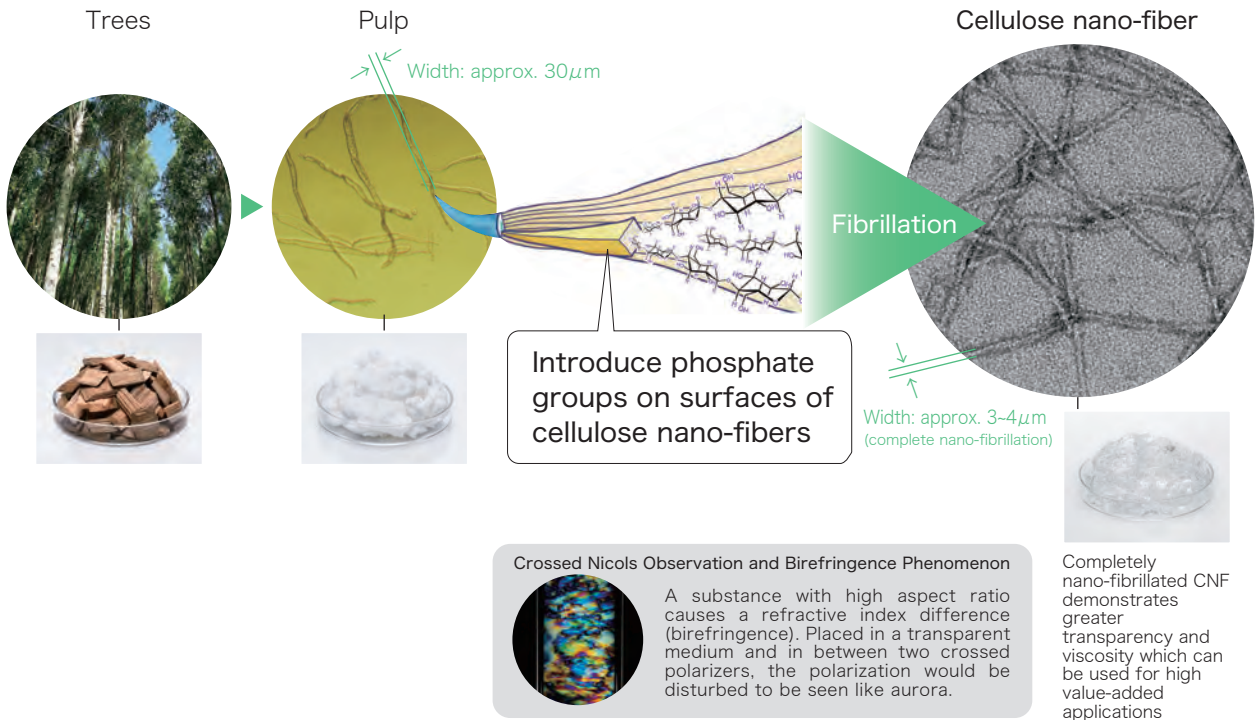 Trees
Pulp
Cellulose nano-fiber
Width: approx. 30μm
Fibrillation
Introduce phosphate
groups on surfaces of
cellulose nano-fibers
Width: approx. 3~4μm
(complete nano-fibrillation)
Crossed Nicols Observation and Birefringence Phenomenon
A substance with high aspect ratio
causes a refractive index difference
(birefringence). Placed in a transparent
medium and in between two crossed
polarizers, the polarization would be
disturbed to be seen like aurora.
Completely
nano-fibrillated CNF
demonstrates
greater
transparency and
viscosity which can
be used for high
value-added
applications